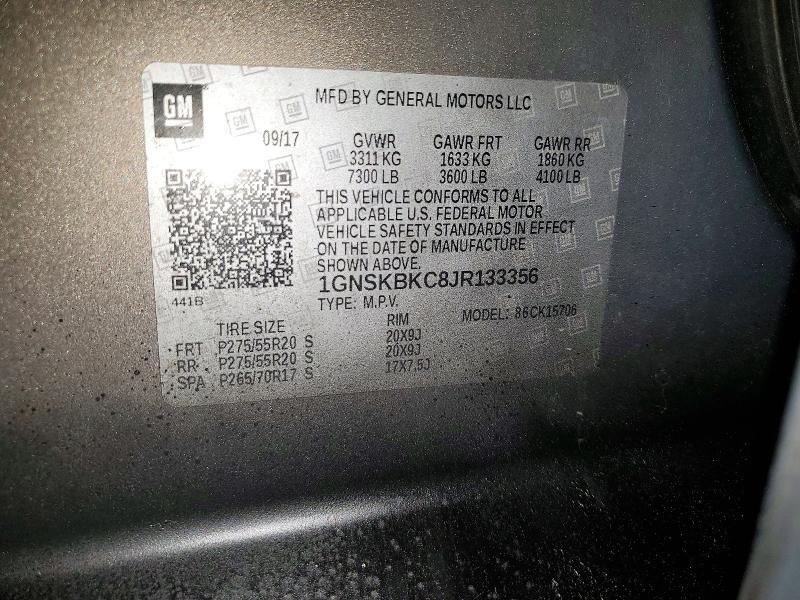 GM
MFD BY GENERAL MOTORS LLC
09/17 GVWR GAWR FRT GAWR RR
3311 KG 1633 KG 1860 KG
7300 LB 3600 LB 4100 LB
THIS VEHICLE CONFORMS TO ALL
APPLICABLE U.S. FEDERAL MOTOR
VEHICLE SAFETY STANDARDS IN EFFECT
ON THE DATE OF MANUFACTURE
SHOWN ABOVE.
1GNSKBKC8JR133356
441B
TYPE: M.P.V.
MODEL: 86CK15706
TIRE SIZE RIM
FRT P275/55R20 S 20X9J
RR P275/55R20 S 20X9J
SPA P265/70R17 S 17X7.5J